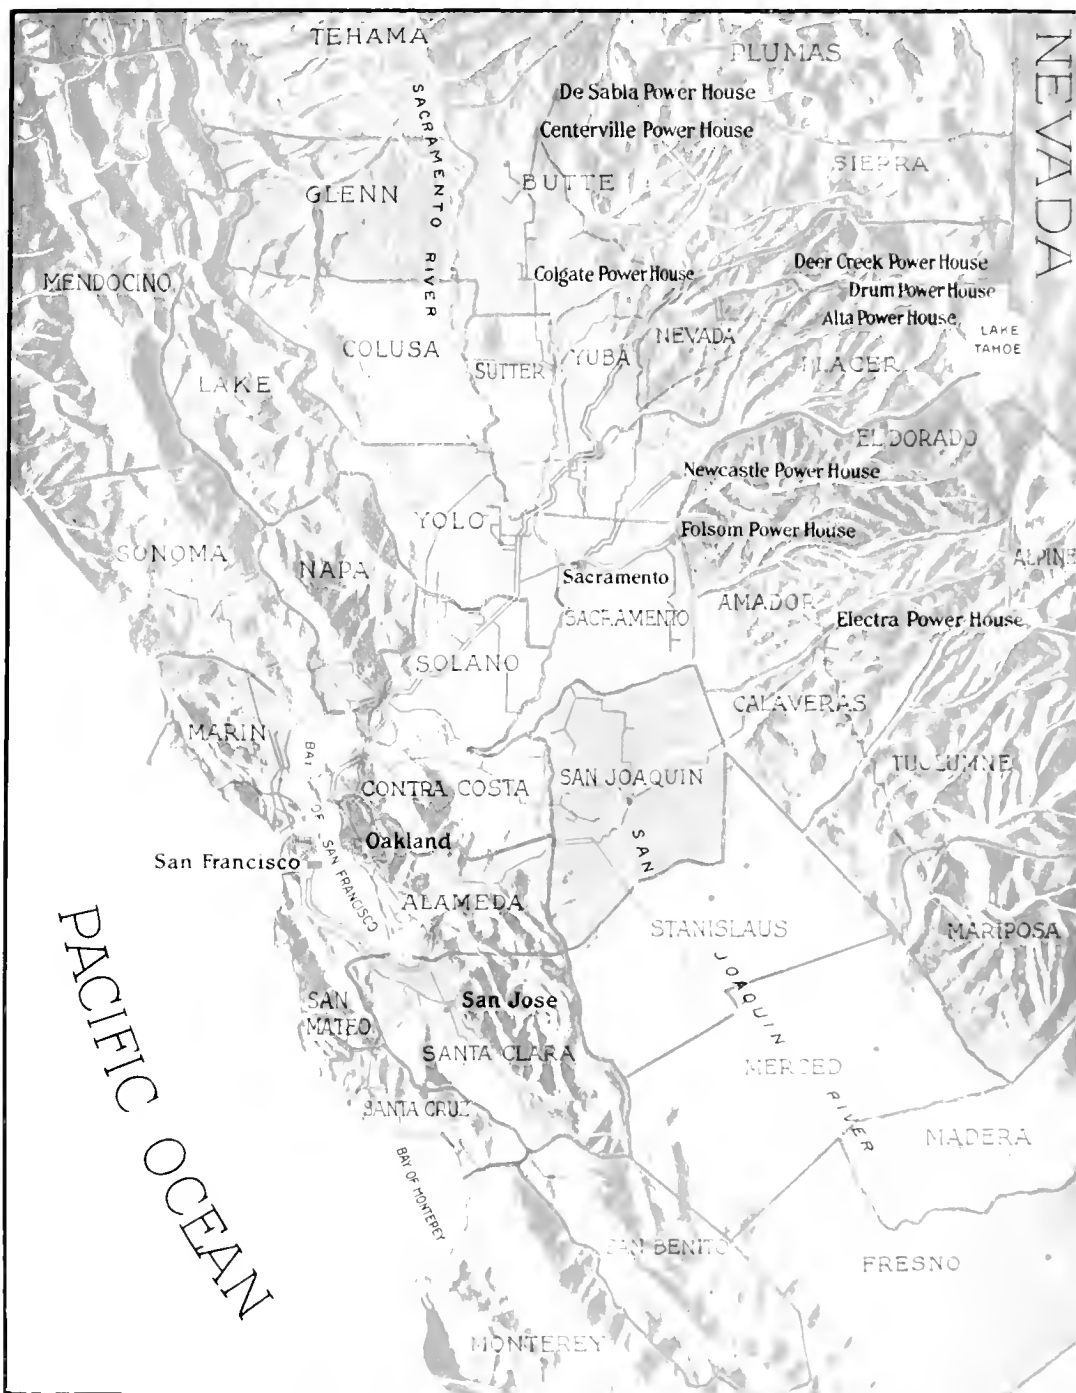 TEHAMA
PLUMAS
NEVADA
SACRAMENTO RIVER
De Sabla Power House
Centerville Power House
SIERRA
BUTTE
GLENN
MENDOCINO
Colgate Power House
Deer Creek Power House
Drum Power House
Alta Power House
LAKE
TAHOE
COLUSA
SUTTER
YUBA
NEVADA
PLACER
LAKE
EL DORADO
Newcastle Power House
YOLO
Folsom Power House
SONOMA
NAPA
ALPINE
Sacramento
SACRAMENTO
AMADOR
Electra Power House
SOLANO
CALAVERAS
MARIN
BAY OF SAN FRANCISCO
CONTRA COSTA
SAN JOAQUIN
TUOLUMNE
Oakland
San Francisco
SAN JOAQUIN RIVER
ALAMEDA
STANISLAUS
MARIPOSA
PACIFIC OCEAN
SAN
MATEO
San Jose
SANTA CLARA
MERCED
SANTA CRUZ
MADERA
BAY OF MONTEREY
SAN BENITO
FRESNO
MONTEREY